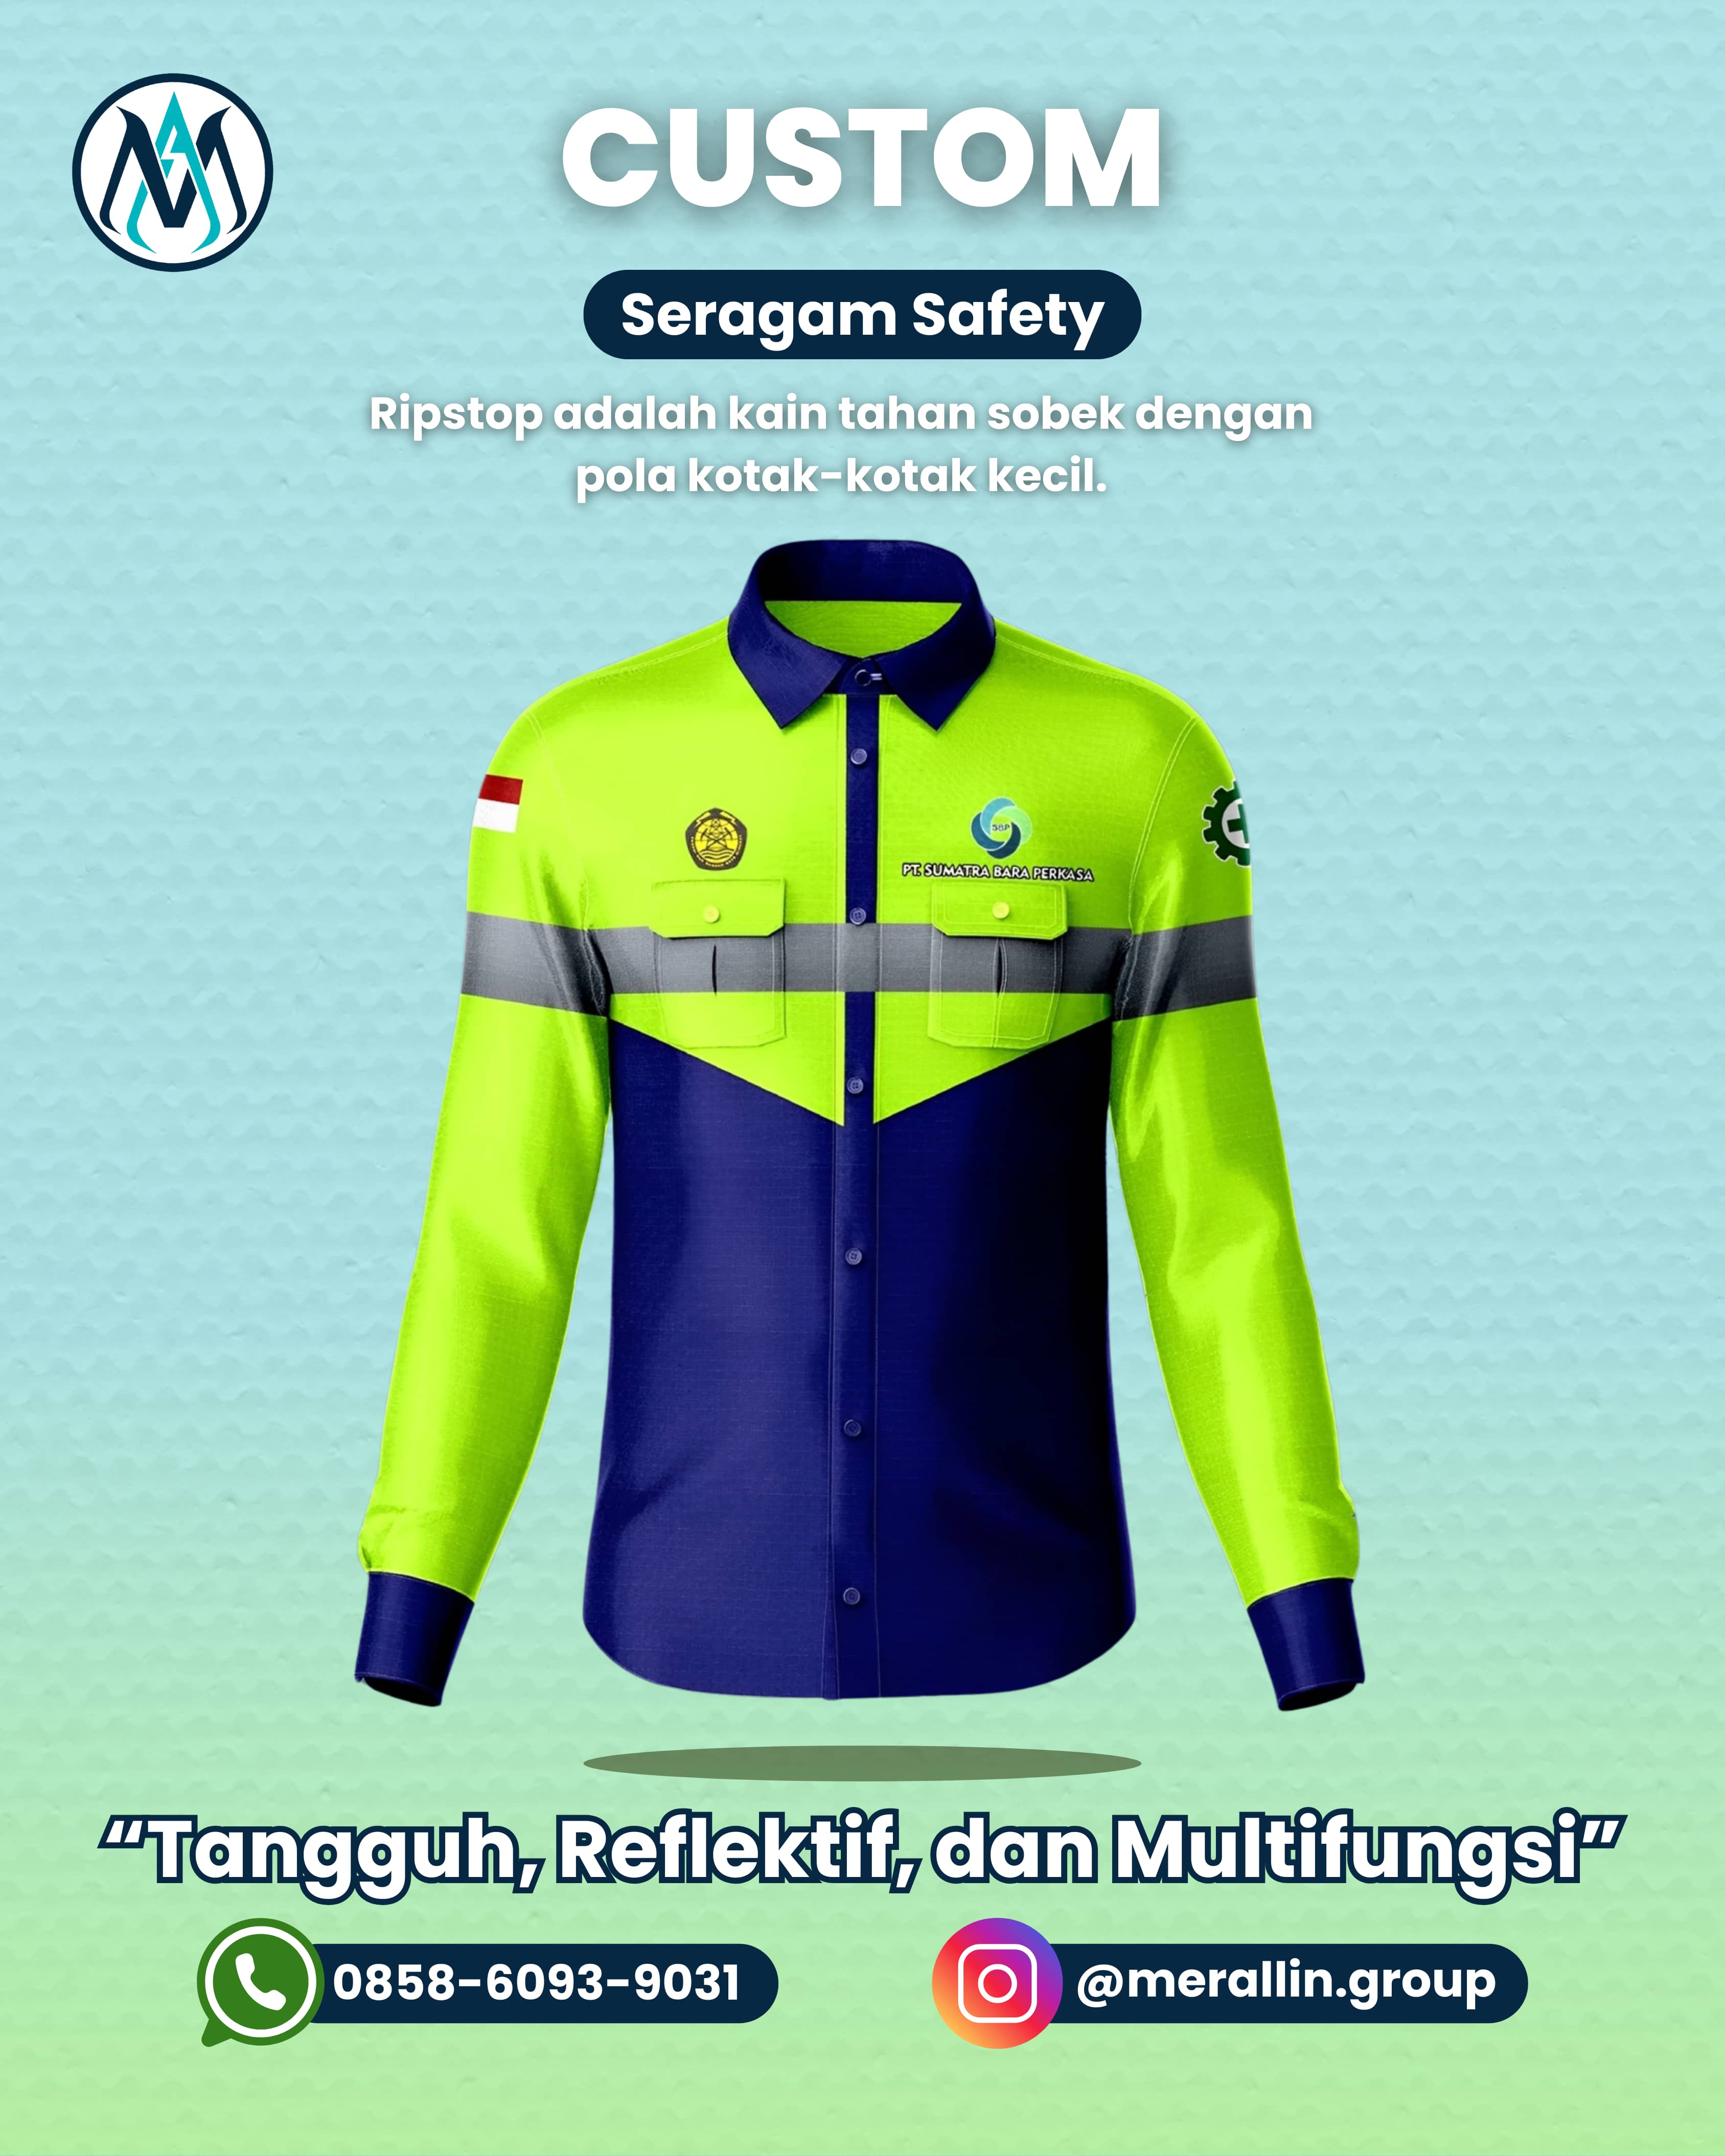 CUSTOM
Seragam Safety
Ripstop adalah kain tahan sobek dengan
pola kotak-kotak kecil.
SBP
PT. SUMATRA BARA PERKASA
“Tangguh, Reflektif, dan Multifungsi”
0858-6093-9031
@merallin.group